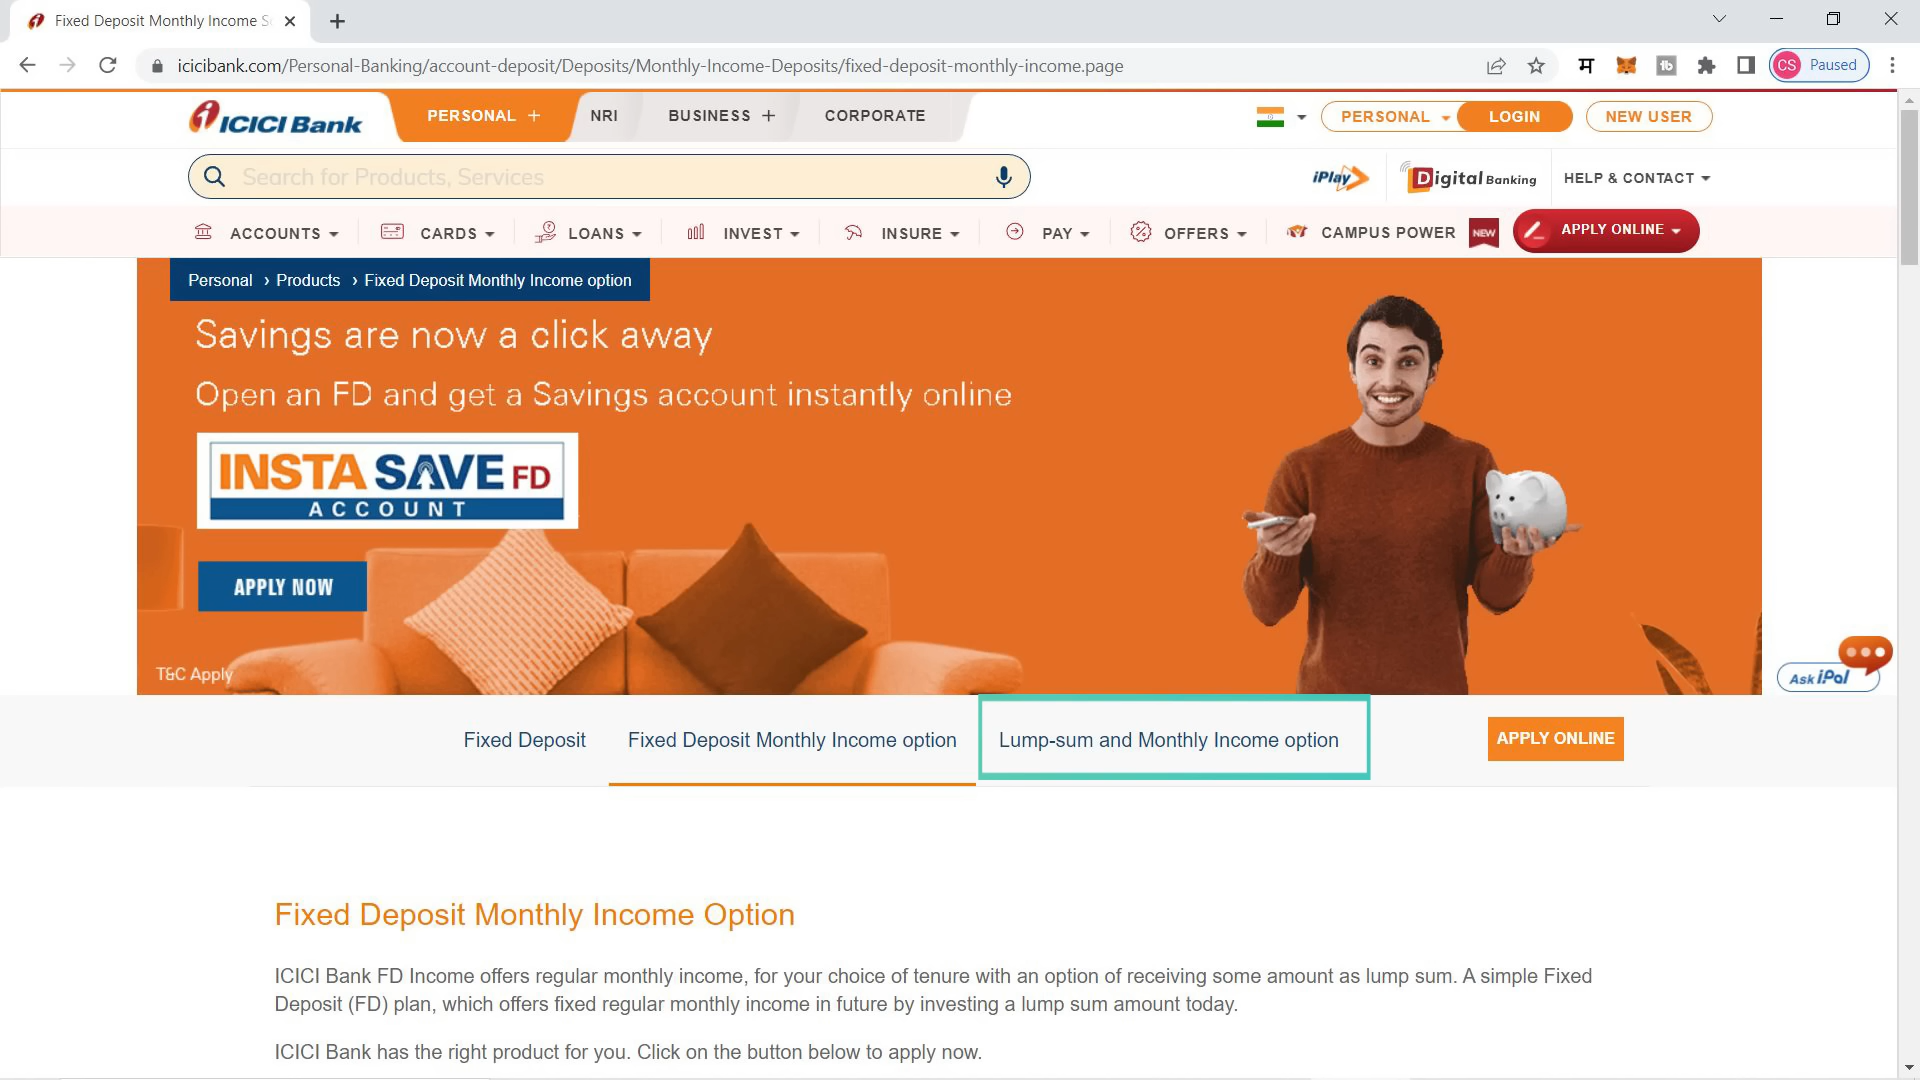 Fixed Deposit Monthly Income S
icicibank.com/Personal-Banking/account-deposit/Deposits/Monthly-Income-Deposits/fixed-deposit-monthly-income.page
म
CS Paused
ICICI Bank
PERSONAL +
NRI
BUSINESS +
CORPORATE
PERSONAL
LOGIN
NEW USER
Search for Products, Services
iPlay
Digital Banking
HELP & CONTACT
ACCOUNTS
CARDS
LOANS
INVEST
INSURE
PAY
OFFERS
CAMPUS POWER
NEW
APPLY ONLINE
Personal › Products › Fixed Deposit Monthly Income option
Savings are now a click away
Open an FD and get a Savings account instantly online
INSTA SAVE FD
ACCOUNT
APPLY NOW
T&C Apply
Ask iPal
Fixed Deposit
Fixed Deposit Monthly Income option
Lump-sum and Monthly Income option
APPLY ONLINE
Fixed Deposit Monthly Income Option
ICICI Bank FD Income offers regular monthly income, for your choice of tenure with an option of receiving some amount as lump sum. A simple Fixed
Deposit (FD) plan, which offers fixed regular monthly income in future by investing a lump sum amount today.
ICICI Bank has the right product for you. Click on the button below to apply now.